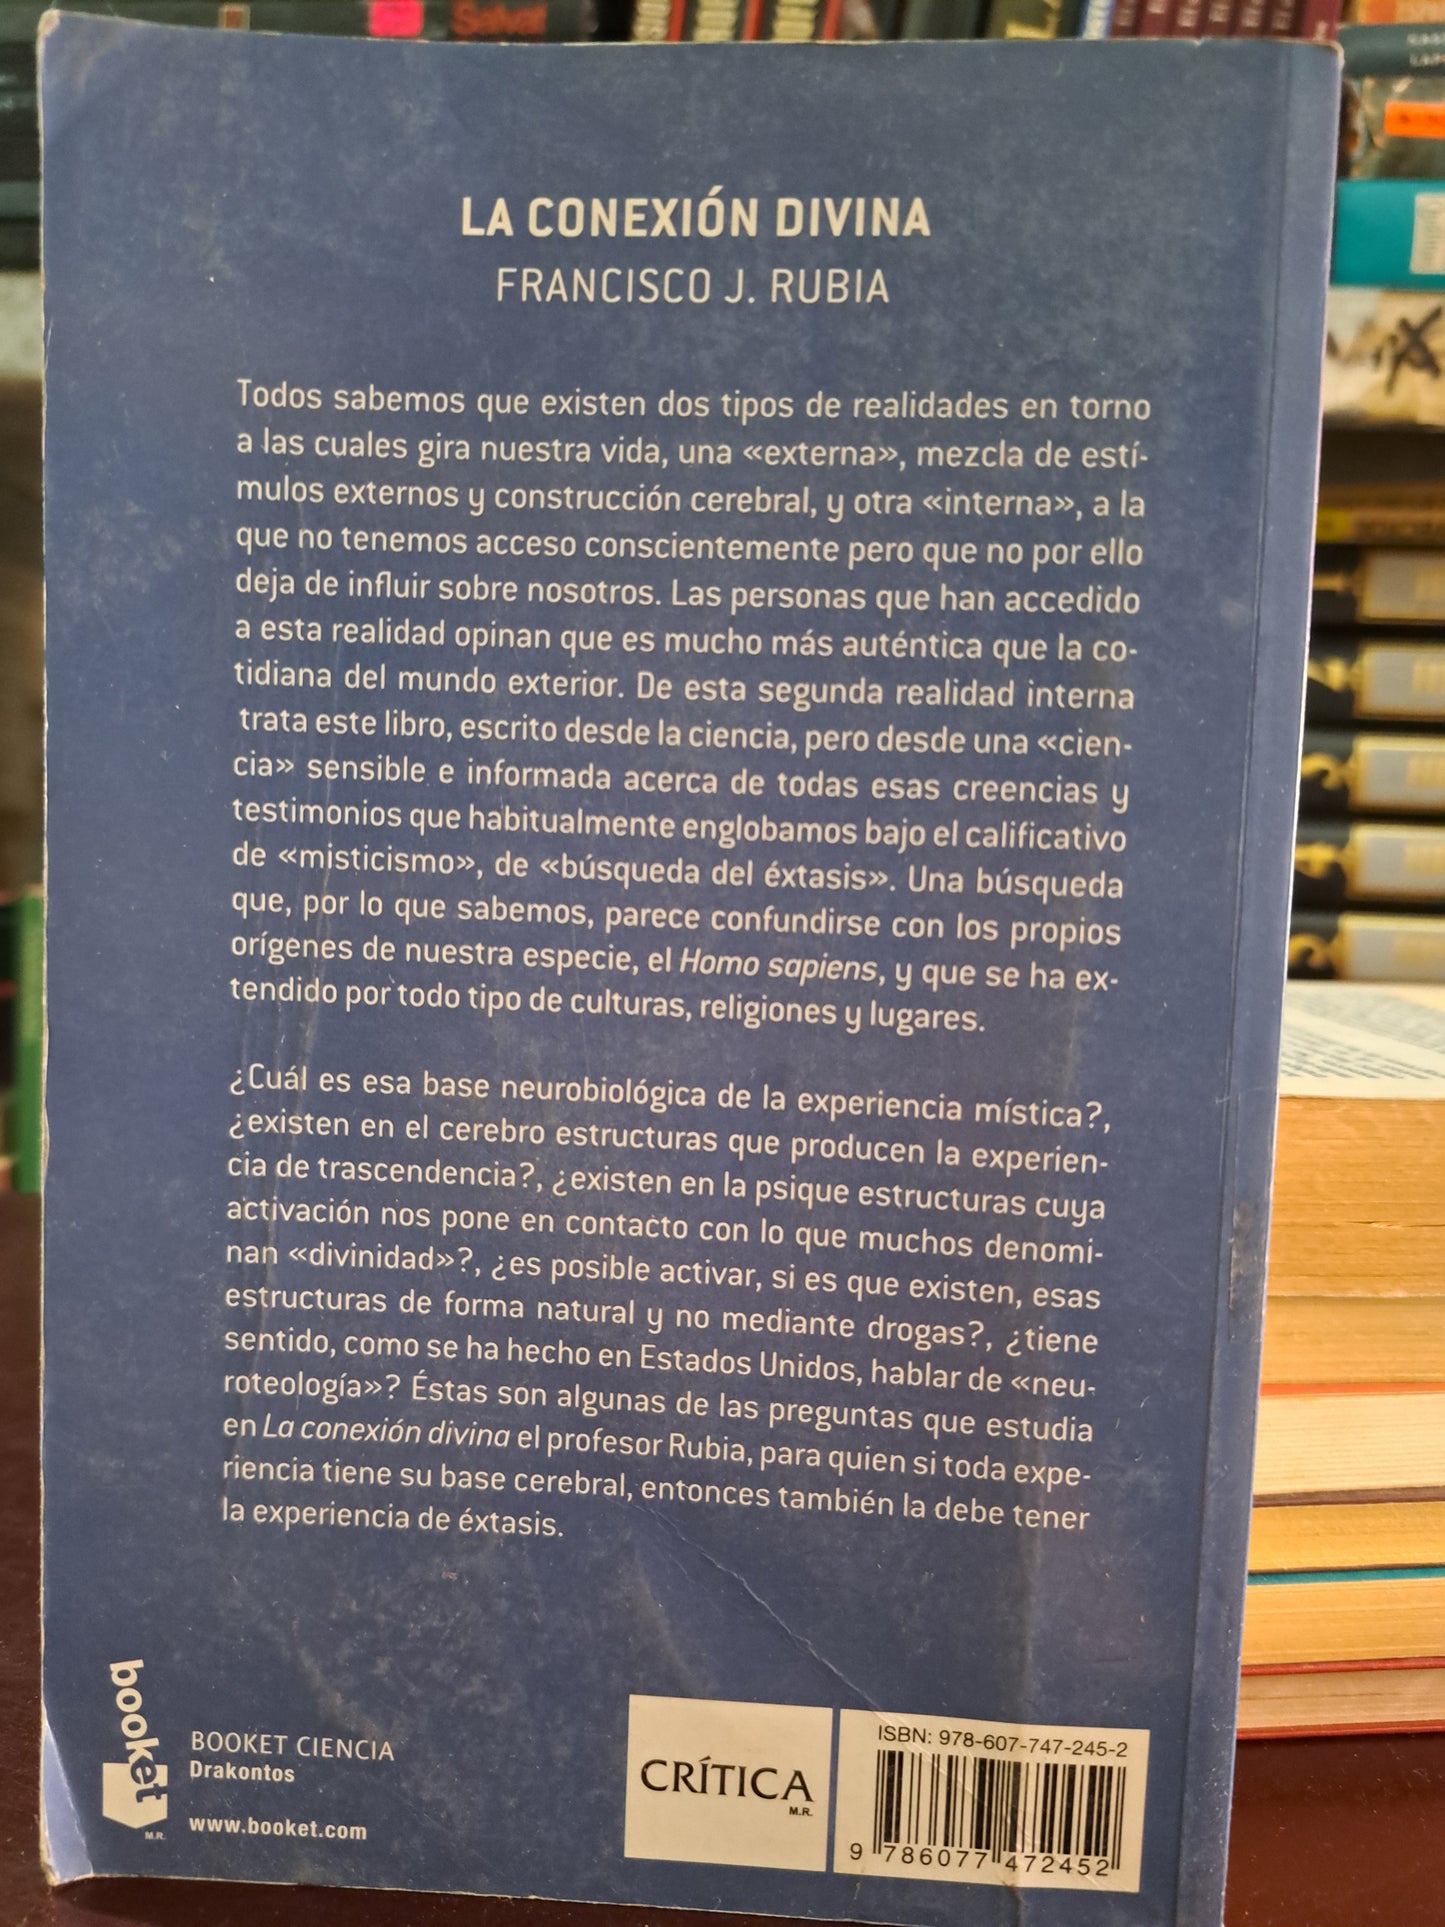 Salvat
LA CONEXIÓN DIVINA
FRANCISCO J. RUBIA
Todos sabemos que existen dos tipos de realidades en torno
a las cuales gira nuestra vida, una «externa», mezcla de estí-
mulos externos y construcción cerebral, y otra «interna», a la
que no tenemos acceso conscientemente pero que no por ello
deja de influir sobre nosotros. Las personas que han accedido
a esta realidad opinan que es mucho más auténtica que la co-
tidiana del mundo exterior. De esta segunda realidad interna
trata este libro, escrito desde la ciencia, pero desde una «cien-
cia» sensible e informada acerca de todas esas creencias y
testimonios que habitualmente englobamos bajo el calificativo
de «misticismo», de «búsqueda del éxtasis». Una búsqueda
que, por lo que sabemos, parece confundirse con los propios
orígenes de nuestra especie, el Homo sapiens, y que se ha ex-
tendido por todo tipo de culturas, religiones y lugares.
¿Cuál es esa base neurobiológica de la experiencia mística?,
¿existen en el cerebro estructuras que producen la experien-
cia de trascendencia?, ¿existen en la psique estructuras cuya
activación nos pone en contacto con lo que muchos denomi-
nan «divinidad»?, ¿es posible activar, si es que existen, esas
estructuras de forma natural y no mediante drogas?, ¿tiene
sentido, como se ha hecho en Estados Unidos, hablar de «neu-
roteología»? Éstas son algunas de las preguntas que estudia
en La conexión divina el profesor Rubia, para quien si toda expe-
riencia tiene su base cerebral, entonces también la debe tener
la experiencia de éxtasis.
booket
M.R.
BOOKET CIENCIA
Drakontos
www.booket.com
CRÍTICA
M.R.
ISBN: 978-607-747-245-2
9 786077 472452